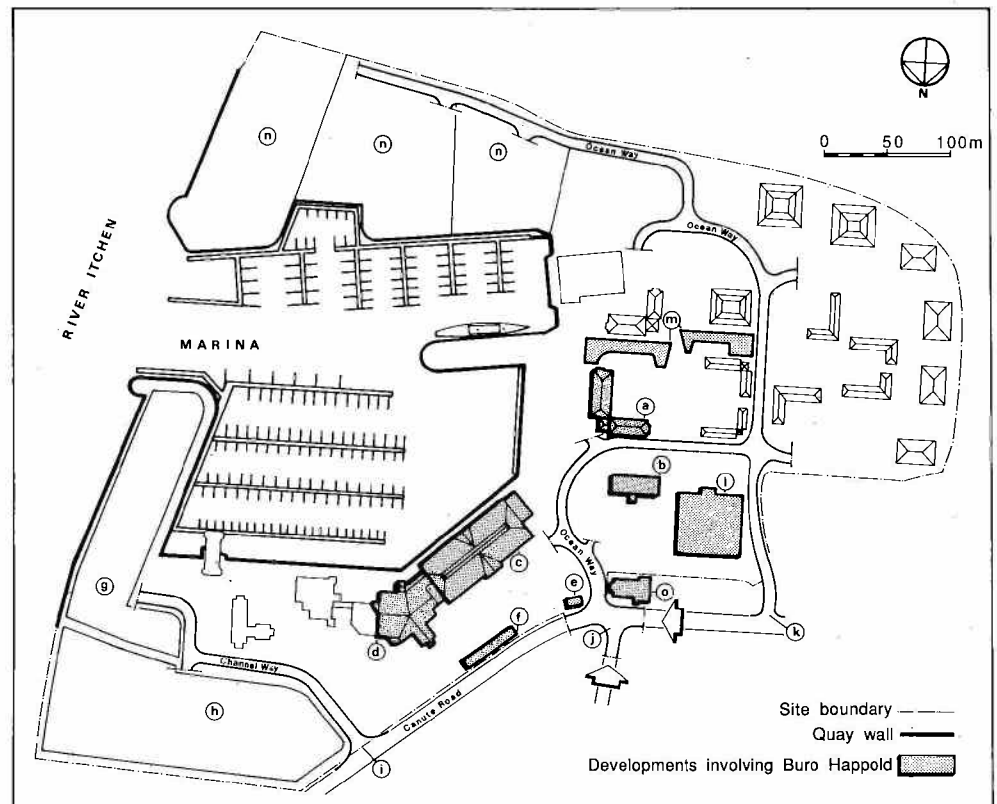 N
0 50 100m
n
n
n
Ocean Way
Ocean Way
RIVER ITCHEN
MARINA
m
a
b
l
Ocean Way
c
e
o
g
f
d
j
k
Channel Way
Canute Road
h
i
Site boundary
Quay wall
Developments involving Buro Happold